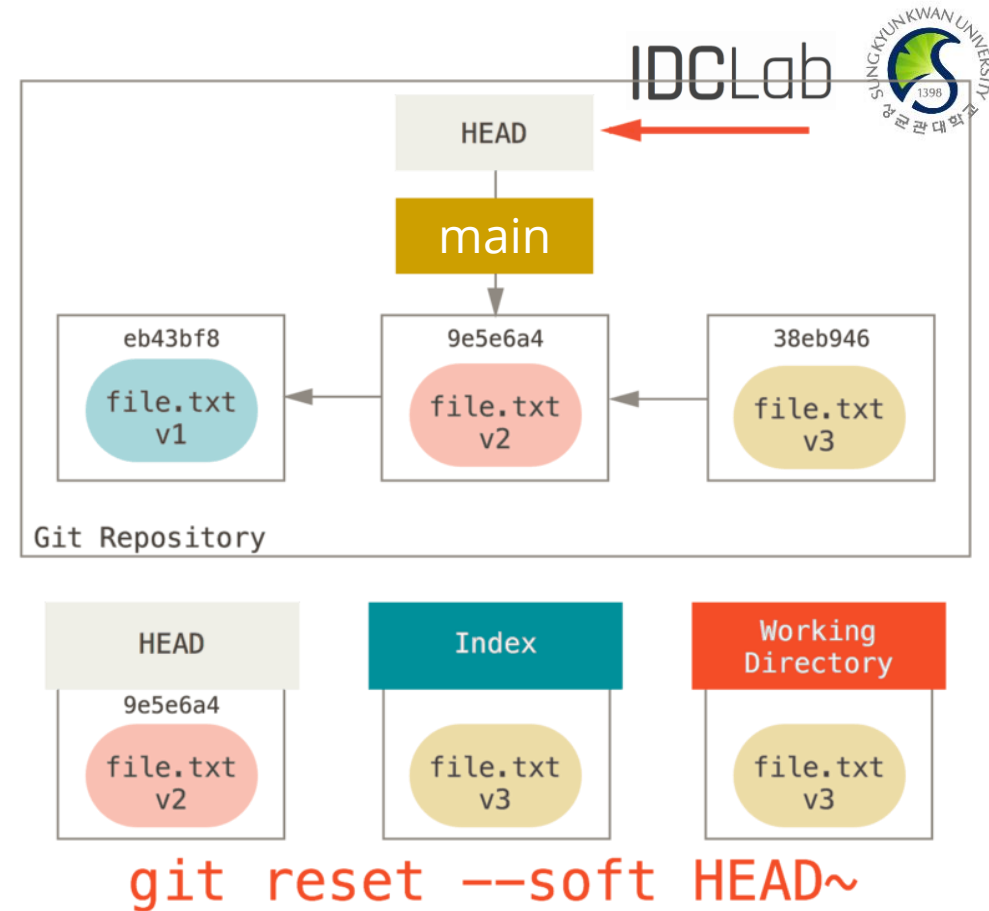 IDCLab
SUNGKYUNKWAN UNIVERSITY
1398
성균관대학교
HEAD
main
eb43bf8
file.txt
v1
9e5e6a4
file.txt
v2
38eb946
file.txt
v3
Git Repository
HEAD
9e5e6a4
file.txt
v2
Index
file.txt
v3
Working
Directory
file.txt
v3
git reset --soft HEAD~